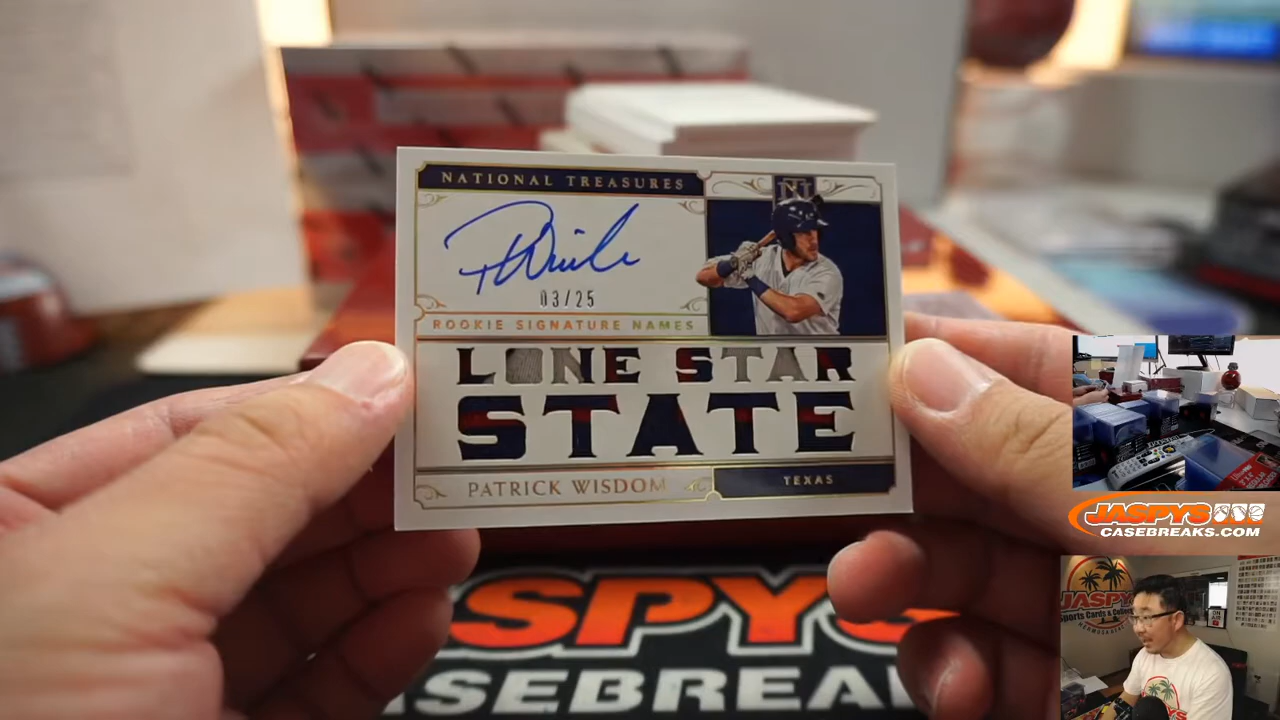 NATIONAL TREASURES
NT
03/25
ROOKIE SIGNATURE NAMES
LONE STAR
STATE
PATRICK WISDOM
TEXAS
JASPYS
CASEBREAKS.COM
SPYS
SEBREA
JASPYS